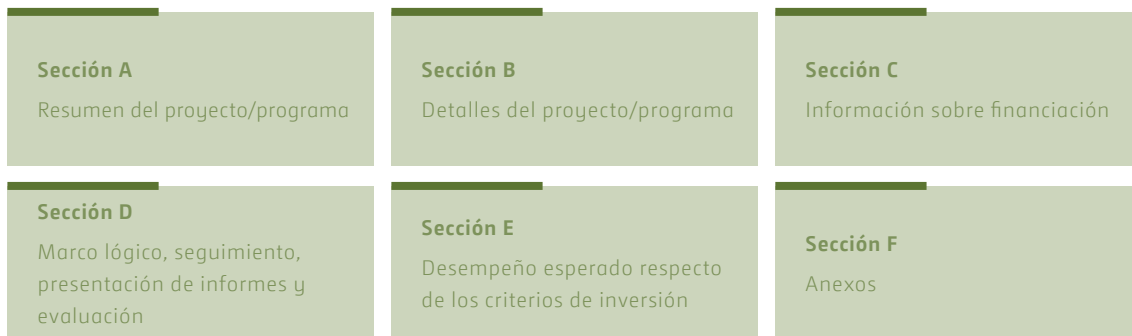 Sección A
Resumen del proyecto/programa
Sección B
Detalles del proyecto/programa
Sección C
Información sobre financiación
Sección D
Marco lógico, seguimiento,
presentación de informes y
evaluación
Sección E
Desempeño esperado respecto
de los criterios de inversión
Sección F
Anexos